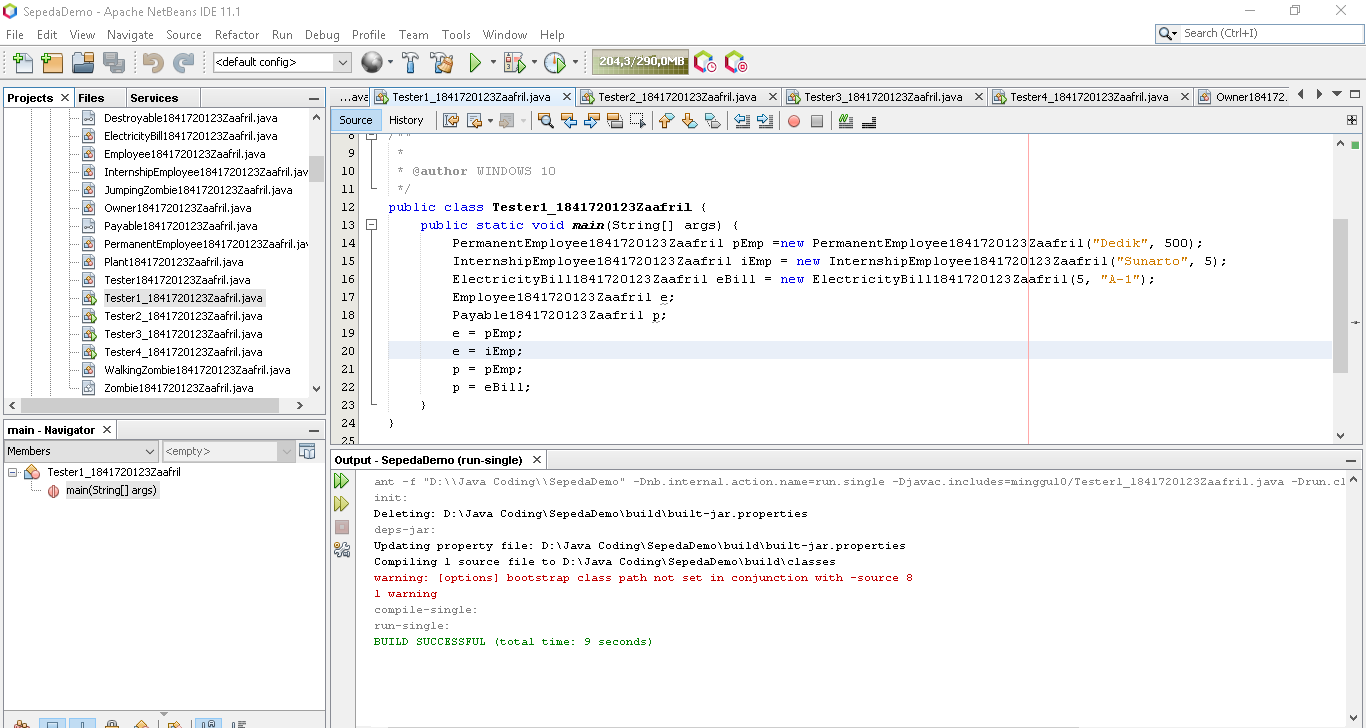 SepedaDemo - Apache NetBeans IDE 11.1
File Edit View Navigate Source Refactor Run Debug Profile Team Tools Window Help
Search (Ctrl+I)
<default config>
204,3/290,0MB
Projects Files Services
Destroyable1841720123Zaafril.java
ElectricityBill1841720123Zaafril.java
Employee1841720123Zaafril.java
InternshipEmployee1841720123Zaafril.jav
JumpingZombie1841720123Zaafril.java
Owner1841720123Zaafril.java
Payable1841720123Zaafril.java
PermanentEmployee1841720123Zaafril.jav
Plant1841720123Zaafril.java
Tester1841720123Zaafril.java
Tester1_1841720123Zaafril.java
Tester2_1841720123Zaafril.java
Tester3_1841720123Zaafril.java
Tester4_1841720123Zaafril.java
WalkingZombie1841720123Zaafril.java
Zombie1841720123Zaafril.java
main - Navigator
Members <empty>
Tester1_1841720123Zaafril
main(String[] args)
...ava Tester1_1841720123Zaafril.java Tester2_1841720123Zaafril.java Tester3_1841720123Zaafril.java Tester4_1841720123Zaafril.java Owner184172...
Source History
8 /**
9 *
10 * @author WINDOWS 10
11 */
12 public class Tester1_1841720123Zaafril {
13 public static void main(String[] args) {
14 PermanentEmployee1841720123Zaafril pEmp =new PermanentEmployee1841720123Zaafril("Dedik", 500);
15 InternshipEmployee1841720123Zaafril iEmp = new InternshipEmployee1841720123Zaafril("Sunarto", 5);
16 ElectricityBill1841720123Zaafril eBill = new ElectricityBill1841720123Zaafril(5, "A-1");
17 Employee1841720123Zaafril e;
18 Payable1841720123Zaafril p;
19 e = pEmp;
20 e = iEmp;
21 p = pEmp;
22 p = eBill;
23 }
24 }
25
Output - SepedaDemo (run-single)
ant -f "D:\\Java Coding\\SepedaDemo" -Dnb.internal.action.name=run.single -Djavac.includes=minggu10/Tester1_1841720123Zaafril.java -Drun.cl
init:
Deleting: D:\Java Coding\SepedaDemo\build\built-jar.properties
deps-jar:
Updating property file: D:\Java Coding\SepedaDemo\build\built-jar.properties
Compiling 1 source file to D:\Java Coding\SepedaDemo\build\classes
warning: [options] bootstrap class path not set in conjunction with -source 8
1 warning
compile-single:
run-single:
BUILD SUCCESSFUL (total time: 9 seconds)